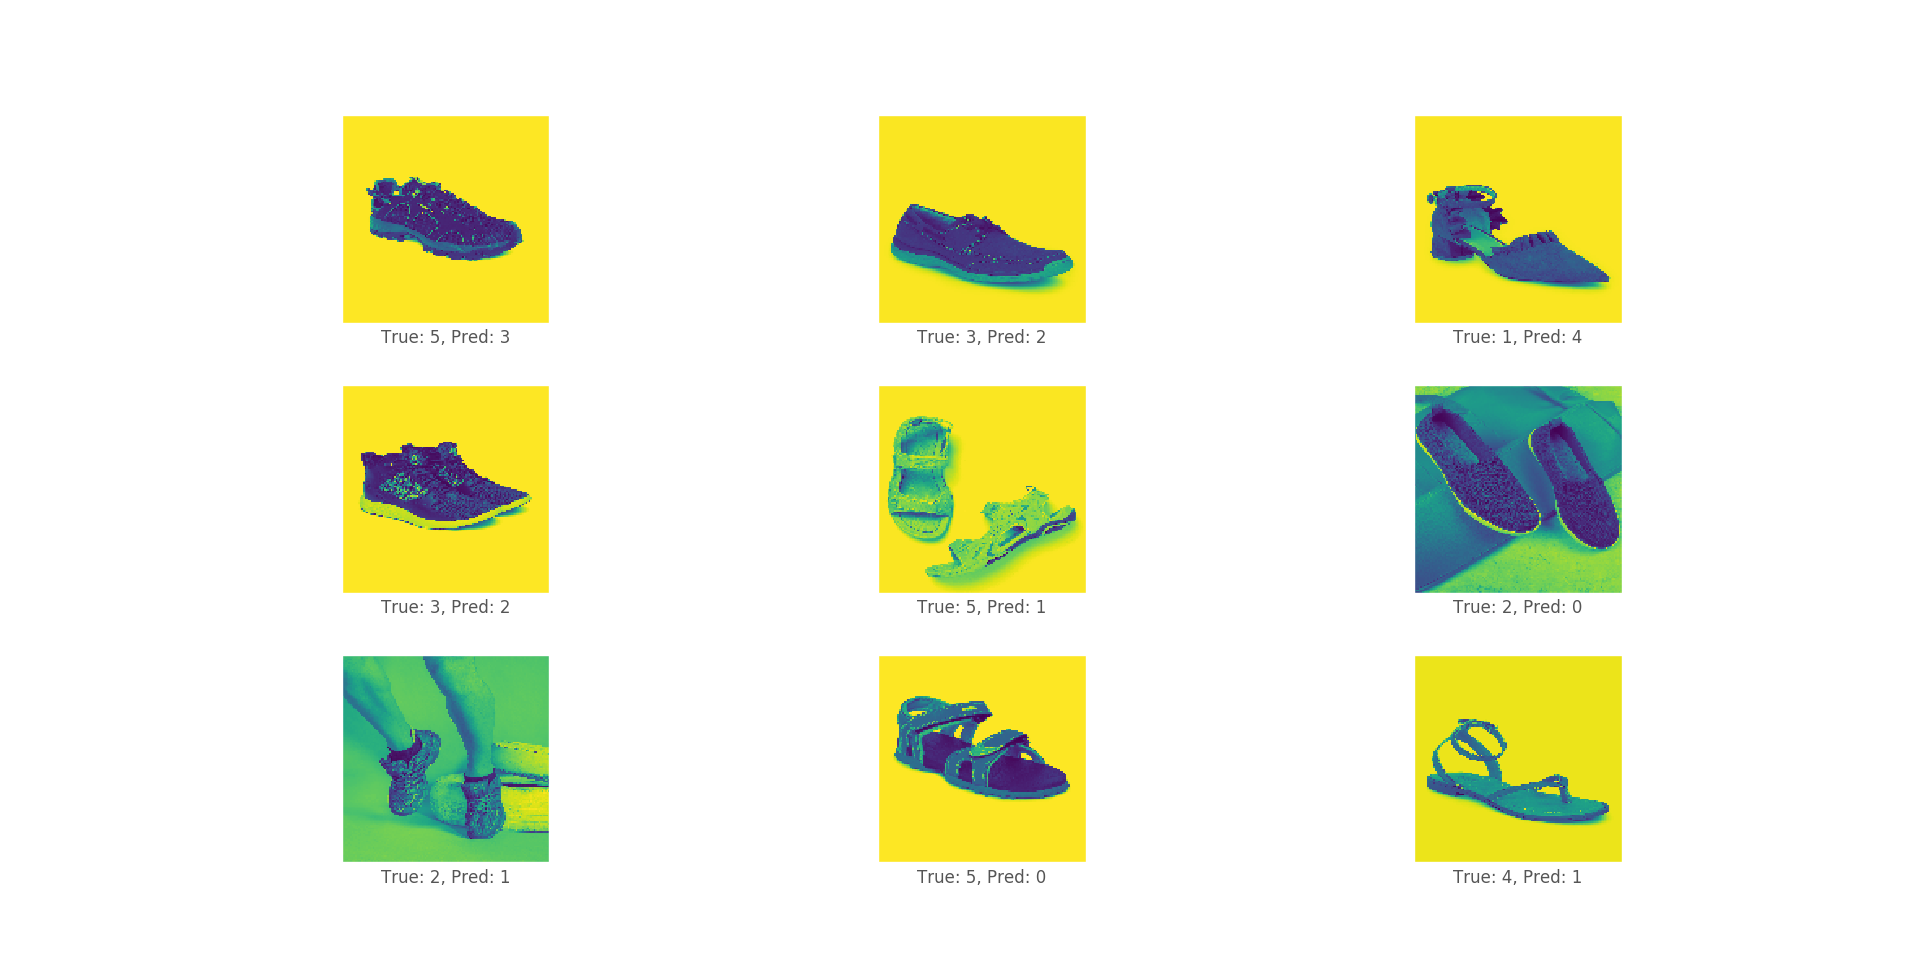 True: 5, Pred: 3
True: 3, Pred: 2
True: 1, Pred: 4
True: 3, Pred: 2
True: 5, Pred: 1
True: 2, Pred: 0
True: 2, Pred: 1
True: 5, Pred: 0
True: 4, Pred: 1